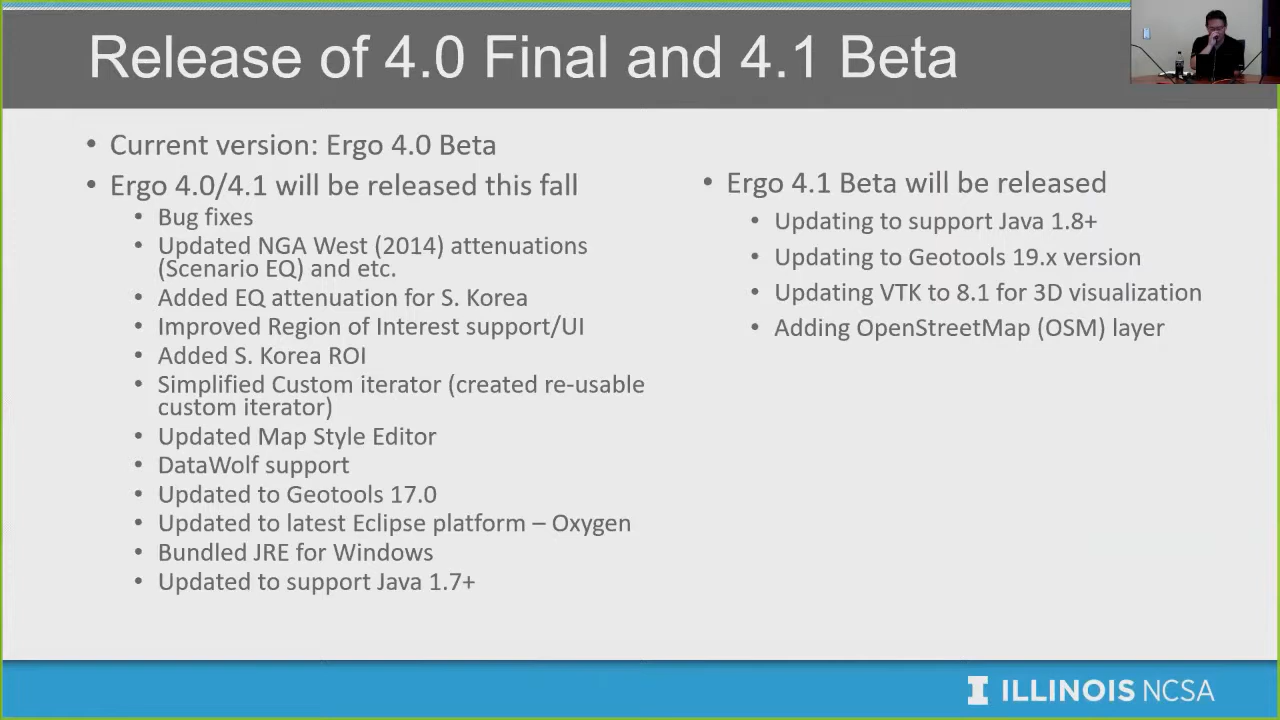 Release of 4.0 Final and 4.1 Beta
• Current version: Ergo 4.0 Beta
• Ergo 4.0/4.1 will be released this fall
• Bug fixes
• Updated NGA West (2014) attenuations
(Scenario EQ) and etc.
• Added EQ attenuation for S. Korea
• Improved Region of Interest support/UI
• Added S. Korea ROI
• Simplified Custom iterator (created re-usable
custom iterator)
• Updated Map Style Editor
• DataWolf support
• Updated to Geotools 17.0
• Updated to latest Eclipse platform – Oxygen
• Bundled JRE for Windows
• Updated to support Java 1.7+
• Ergo 4.1 Beta will be released
• Updating to support Java 1.8+
• Updating to Geotools 19.x version
• Updating VTK to 8.1 for 3D visualization
• Adding OpenStreetMap (OSM) layer
ILLINOIS NCSA